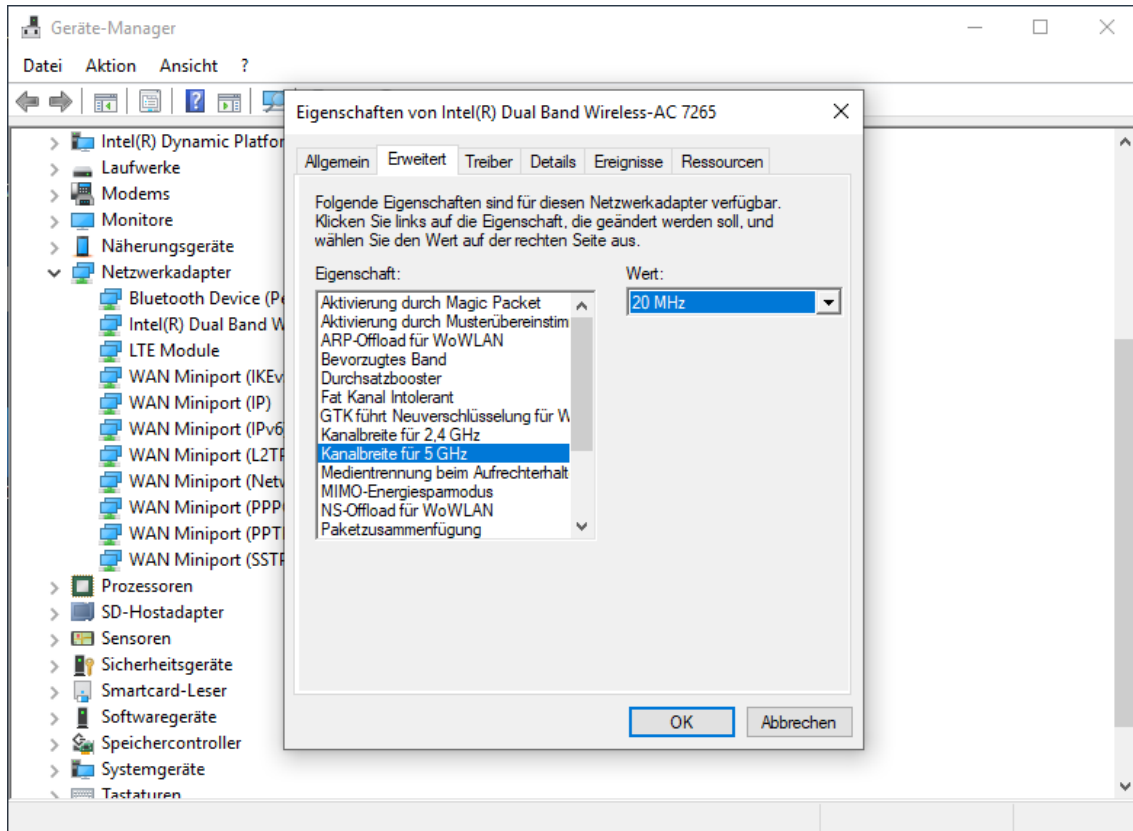 Geräte-Manager
Datei Aktion Ansicht ?
Intel(R) Dynamic Platfor
Laufwerke
Modems
Monitore
Näherungsgeräte
Netzwerkadapter
Bluetooth Device (Pe
Intel(R) Dual Band W
LTE Module
WAN Miniport (IKEv
WAN Miniport (IP)
WAN Miniport (IPv6
WAN Miniport (L2TP
WAN Miniport (Netw
WAN Miniport (PPPO
WAN Miniport (PPTP
WAN Miniport (SSTP
Prozessoren
SD-Hostadapter
Sensoren
Sicherheitsgeräte
Smartcard-Leser
Softwaregeräte
Speichercontroller
Systemgeräte
Tastaturen
Eigenschaften von Intel(R) Dual Band Wireless-AC 7265
Allgemein Erweitert Treiber Details Ereignisse Ressourcen
Folgende Eigenschaften sind für diesen Netzwerkadapter verfügbar.
Klicken Sie links auf die Eigenschaft, die geändert werden soll, und
wählen Sie den Wert auf der rechten Seite aus.
Eigenschaft:
Aktivierung durch Magic Packet
Aktivierung durch Musterübereinstim
ARP-Offload für WoWLAN
Bevorzugtes Band
Durchsatzbooster
Fat Kanal Intolerant
GTK führt Neuverschlüsselung für W
Kanalbreite für 2,4 GHz
Kanalbreite für 5 GHz
Medientrennung beim Aufrechterhalt
MIMO-Energiesparmodus
NS-Offload für WoWLAN
Paketzusammenfügung
Wert:
20 MHz
OK Abbrechen